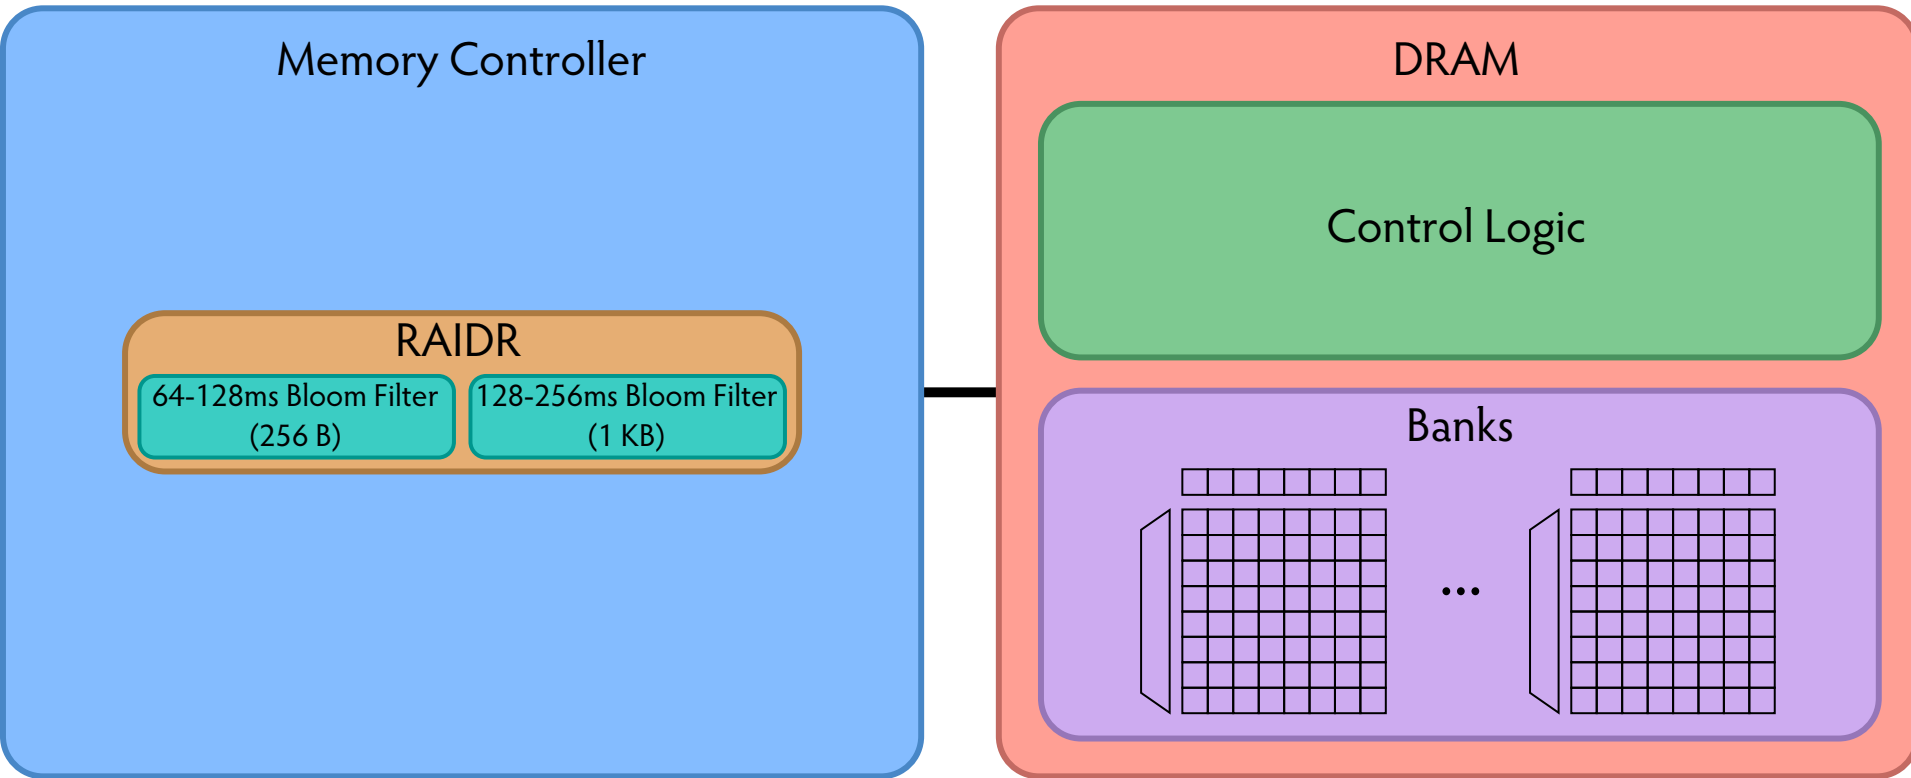 Memory Controller
RAIDR
64-128ms Bloom Filter
(256 B)
128-256ms Bloom Filter
(1 KB)
DRAM
Control Logic
Banks
...